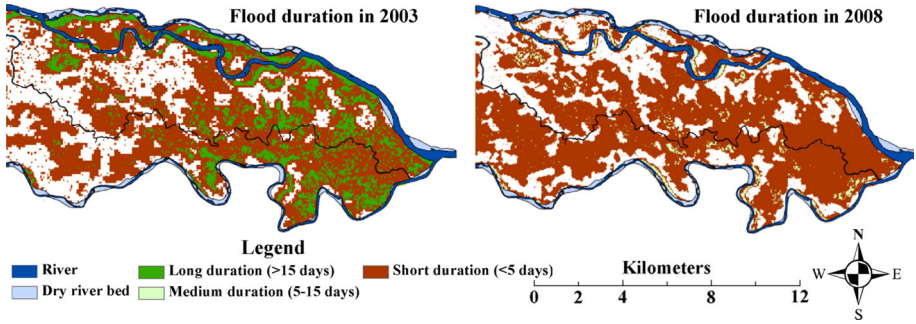 Flood duration in 2003
Flood duration in 2008
Legend
River
Long duration (>15 days)
Short duration (<5 days)
Dry river bed
Medium duration (5-15 days)
Kilometers
0 2 4 8 12
N
W E
S